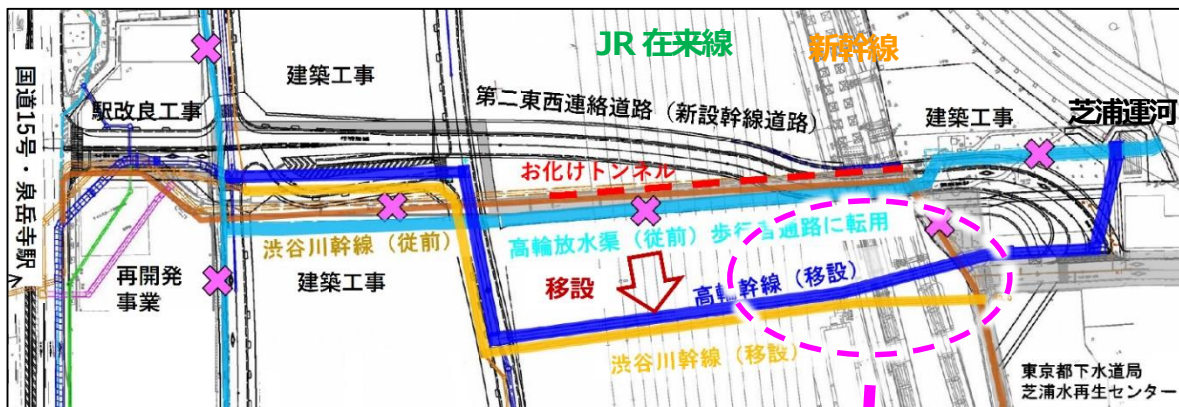 JR 在来線
新幹線
国道15号・泉岳寺駅
駅改良工事
建築工事
第二東西連絡道路（新設幹線道路）
建築工事
芝浦運河
お化けトンネル
渋谷川幹線（従前）
高輪放水渠（従前）歩行者通路に転用
再開発
事業
建築工事
移設
高輪幹線（移設）
渋谷川幹線（移設）
東京都下水道局
芝浦水再生センター